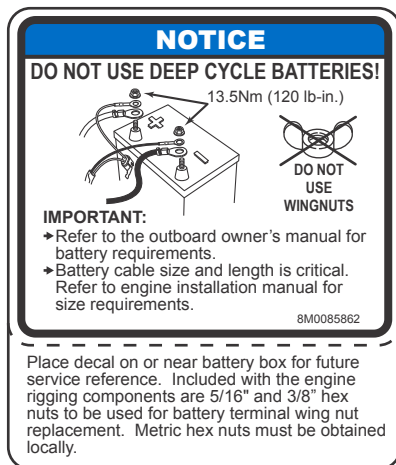 NOTICE
DO NOT USE DEEP CYCLE BATTERIES!
13.5Nm (120 lb-in.)
+
-
DO NOT
USE
WINGNUTS
IMPORTANT:
➔Refer to the outboard owner's manual for
battery requirements.
➔Battery cable size and length is critical.
Refer to engine installation manual for
size requirements.
8M0085862
Place decal on or near battery box for future
service reference.  Included with the engine
rigging components are 5/16" and 3/8” hex
nuts to be used for battery terminal wing nut
replacement.  Metric hex nuts must be obtained
locally.